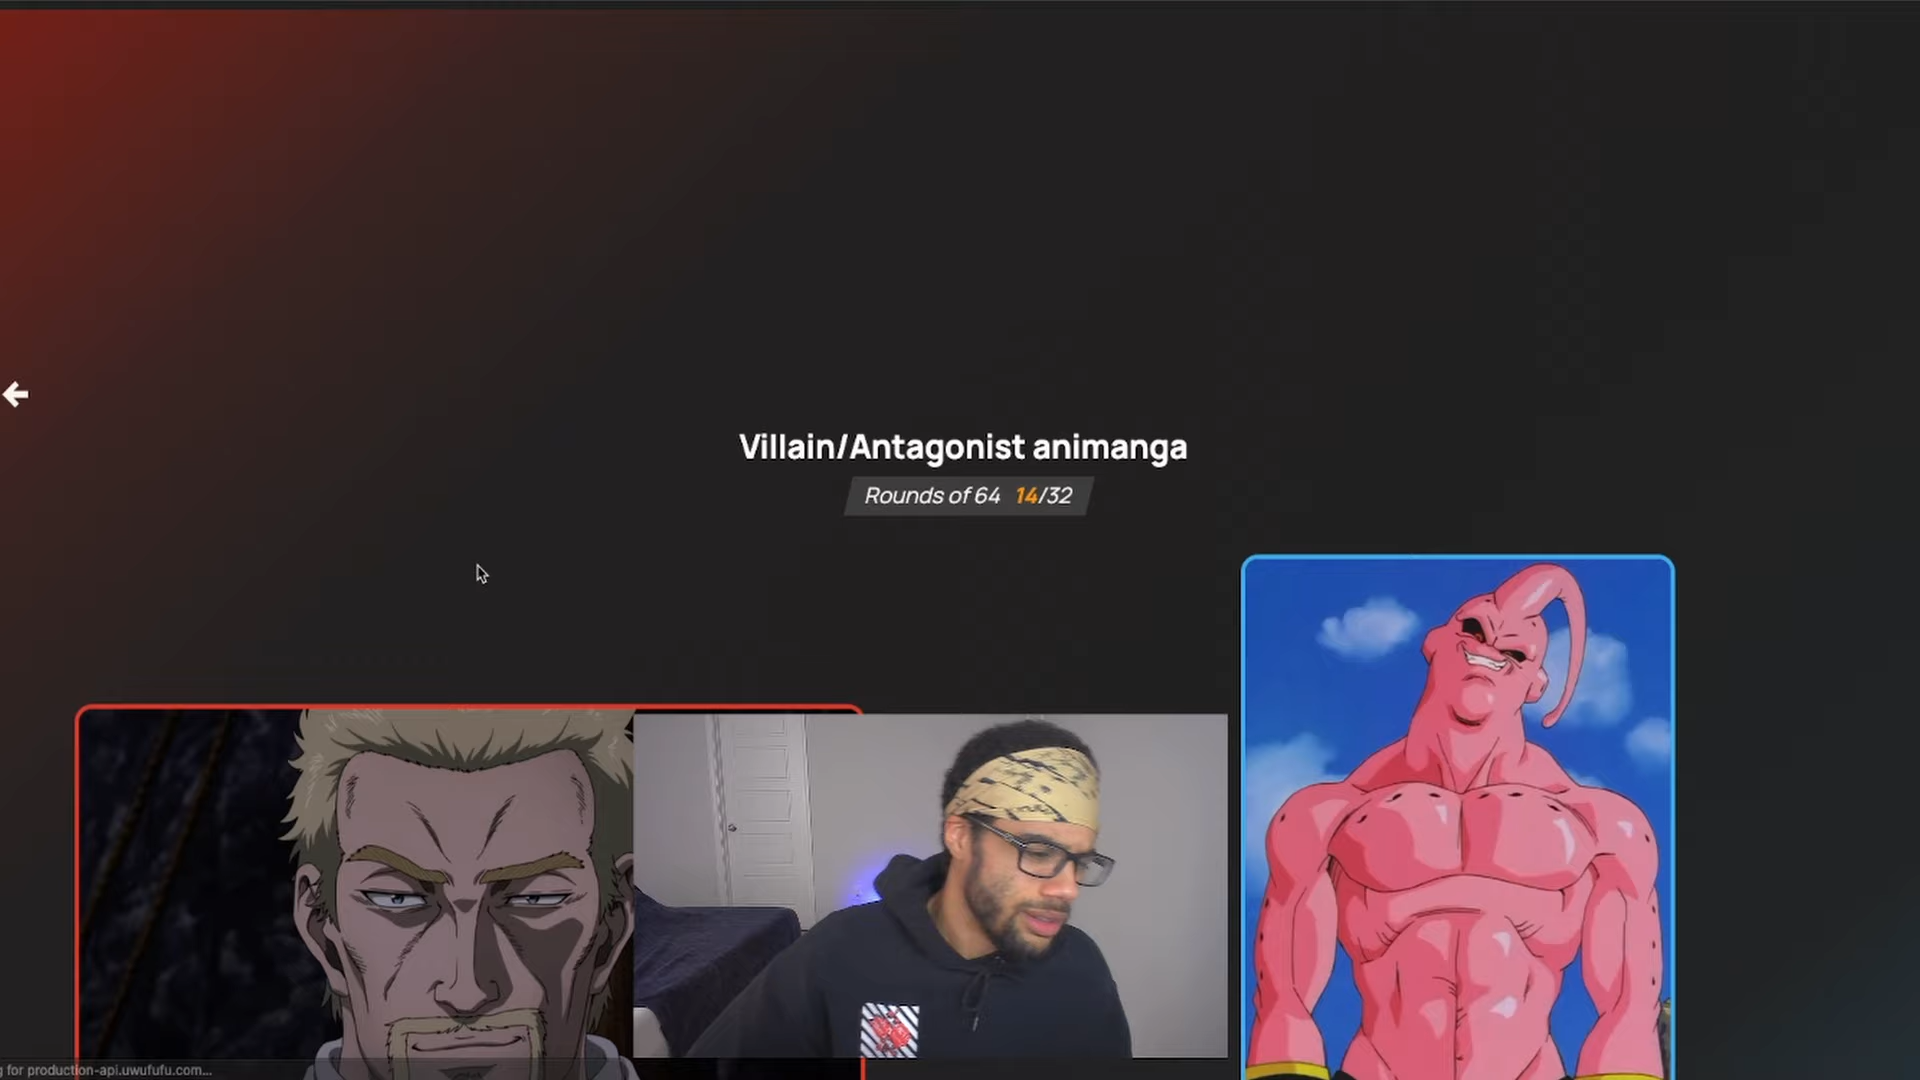 Villain/Antagonist animanga
Rounds of 64 14/32
g for production-api.uwufufu.com...